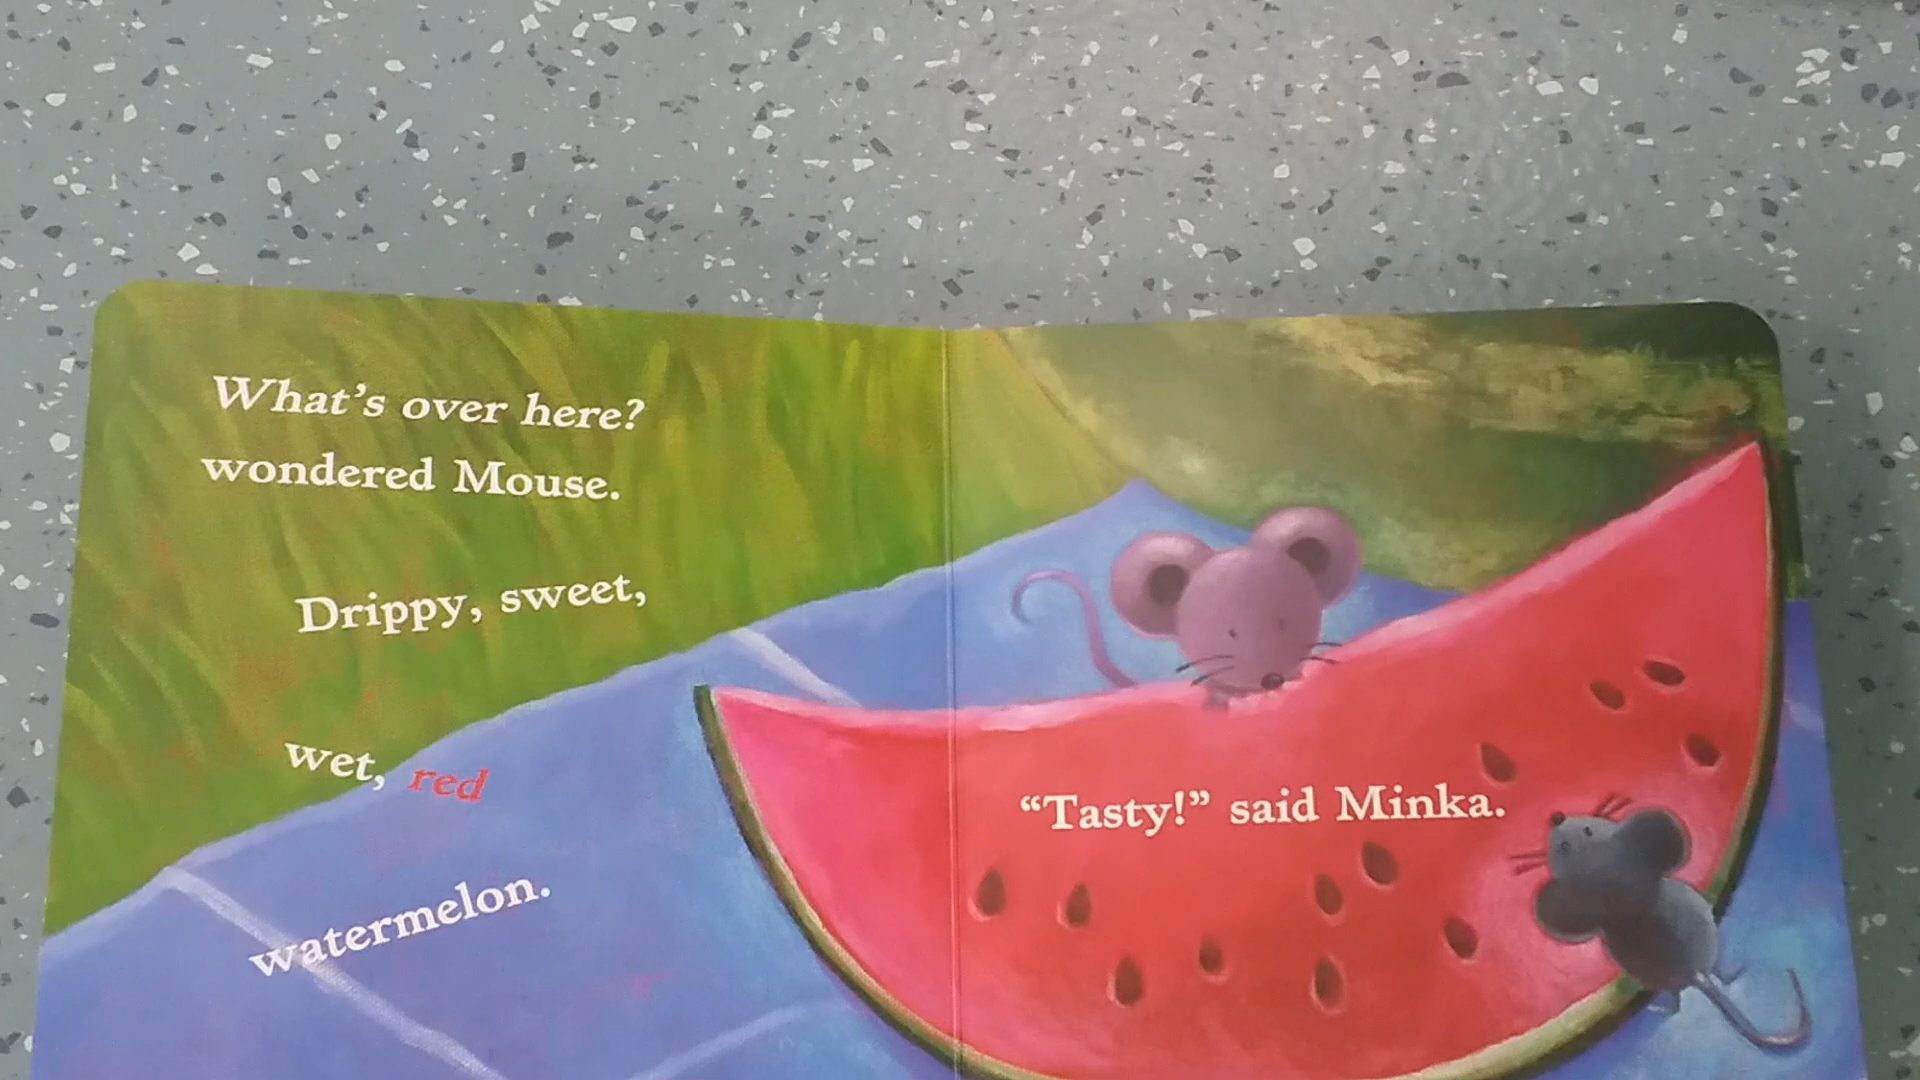 What's over here?
wondered Mouse.
Drippy, sweet,
wet, red
watermelon.
“Tasty!” said Minka.